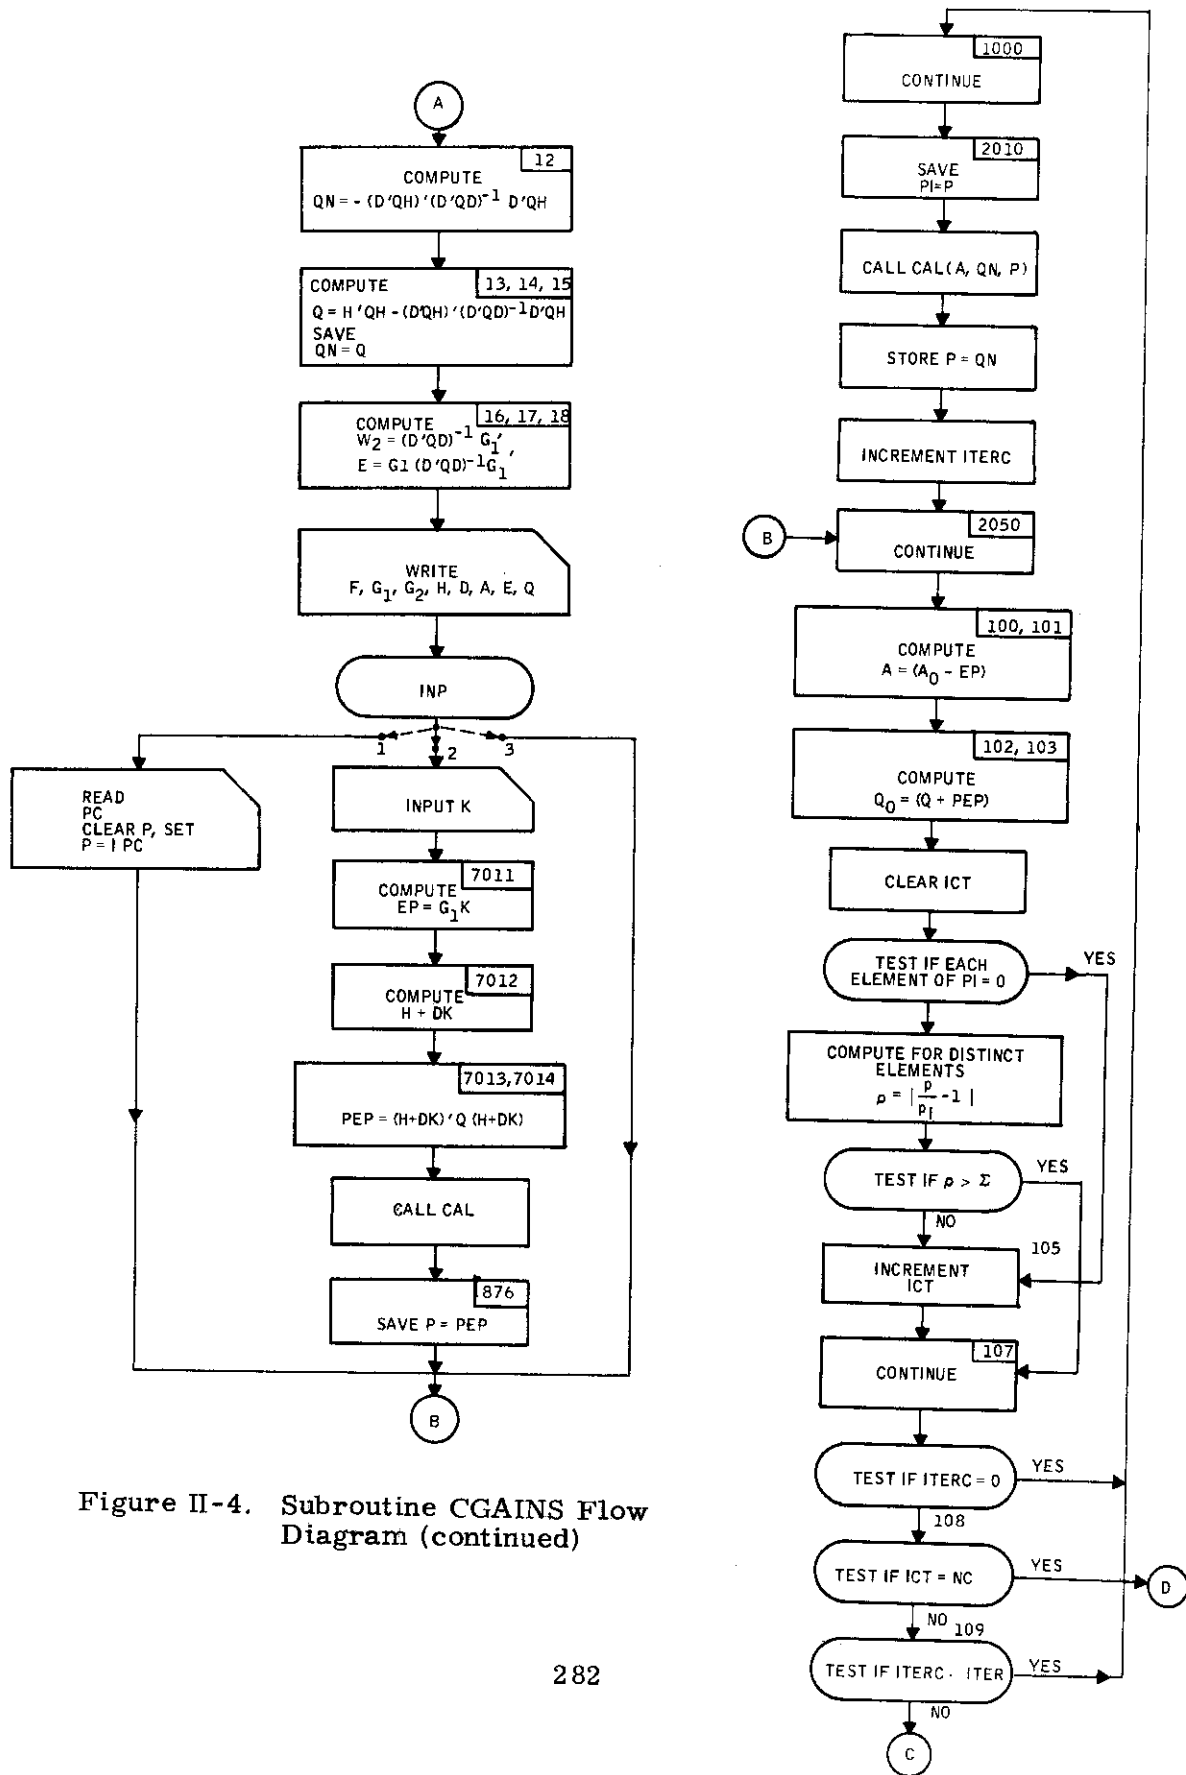 A
12
COMPUTE
QN = - (D'QH)'(D'QD)⁻¹ D'QH
13, 14, 15
COMPUTE
Q = H'QH - (D'QH)'(D'QD)⁻¹D'QH
SAVE
QN = Q
16, 17, 18
COMPUTE
W₂ = (D'QD)⁻¹ G₁'
E = G1 (D'QD)⁻¹G₁'
WRITE
F, G₁, G₂, H, D, A, E, Q
INP
1 2 3
READ
PC
CLEAR P, SET
P = I PC
INPUT K
7011
COMPUTE
EP = G₁K
7012
COMPUTE
H + DK
7013,7014
PEP = (H+DK)'Q (H+DK)
CALL CAL
876
SAVE P = PEP
B
Figure II-4. Subroutine CGAINS Flow
Diagram (continued)
282
1000
CONTINUE
2010
SAVE
PI=P
CALL CAL(A, QN, P)
STORE P = QN
INCREMENT ITERC
B
2050
CONTINUE
100, 101
COMPUTE
A = (A₀ - EP)
102, 103
COMPUTE
Q₀ = (Q + PEP)
CLEAR ICT
TEST IF EACH
ELEMENT OF PI = 0
YES
COMPUTE FOR DISTINCT
ELEMENTS
ρ = | p/p_I - 1 |
TEST IF ρ > Σ
YES
NO
105
INCREMENT
ICT
107
CONTINUE
TEST IF ITERC = 0
YES
108
TEST IF ICT = NC
YES
D
NO
109
TEST IF ITERC · ITER
YES
NO
C